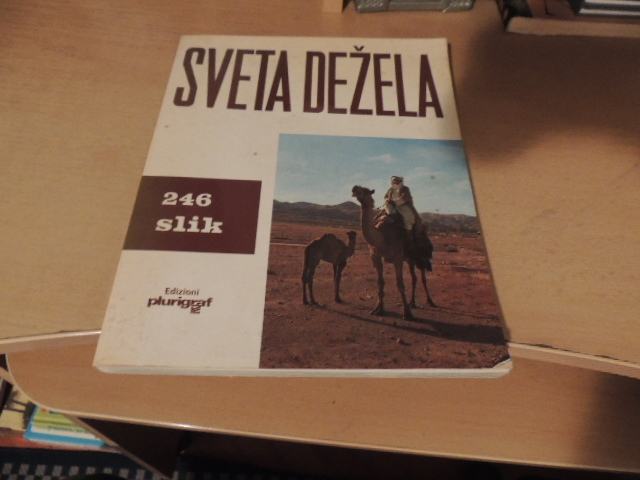 SVETA DEŽELA
246
slik
Edizioni
plurigraf